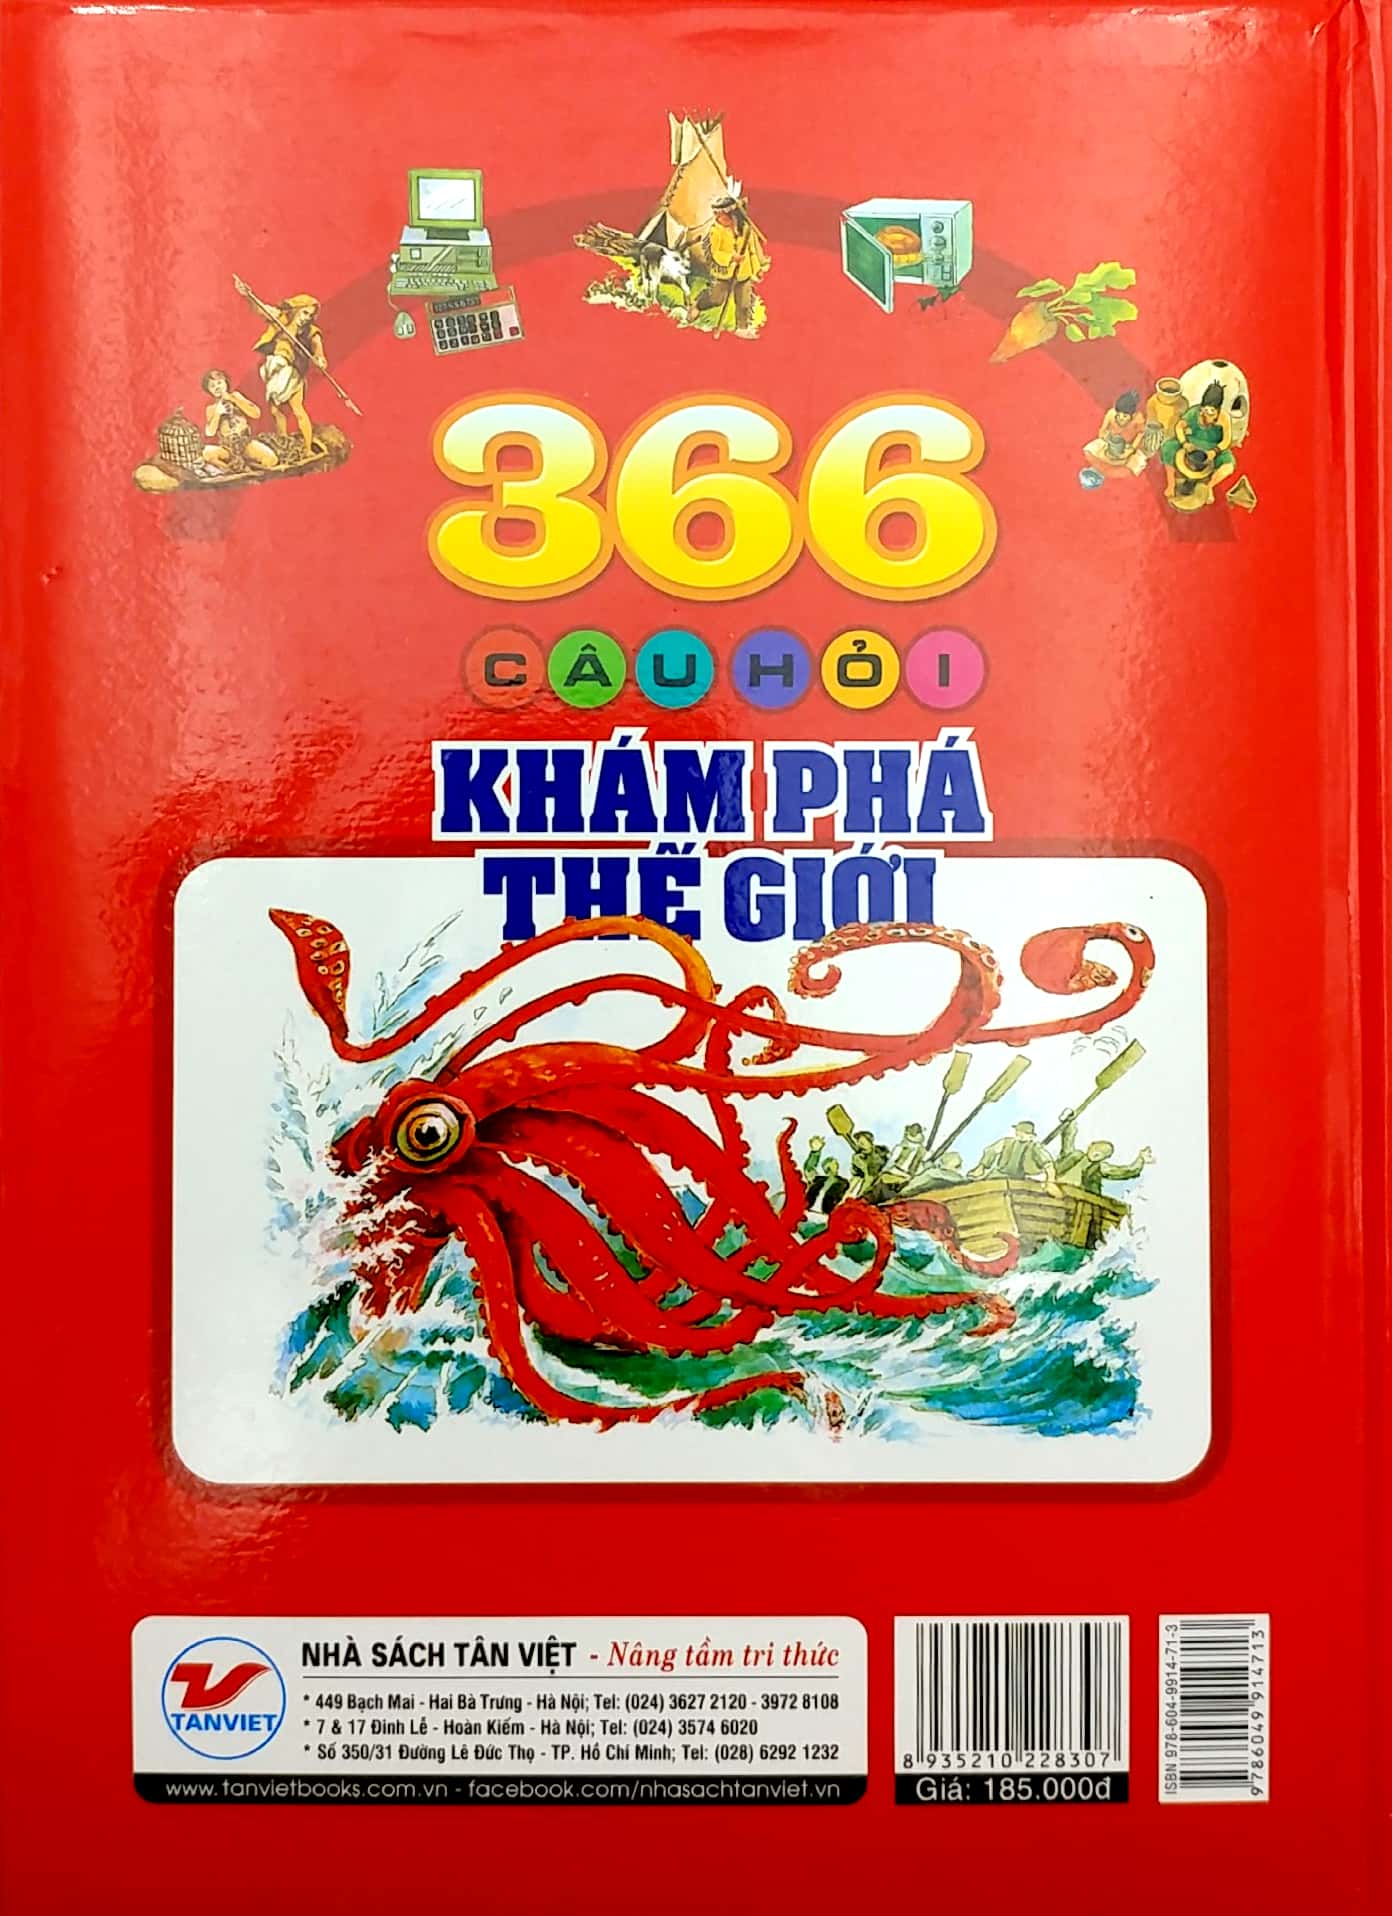 366
CÂU HỎI
KHÁM PHÁ
THẾ GIỚI
TANVIET
NHÀ SÁCH TÂN VIỆT - Nâng tầm tri thức
* 449 Bạch Mai - Hai Bà Trưng - Hà Nội; Tel: (024) 3627 2120 - 3972 8108
* 7 & 17 Đinh Lễ - Hoàn Kiếm - Hà Nội; Tel: (024) 3574 6020
* Số 350/31 Đường Lê Đức Thọ - TP. Hồ Chí Minh; Tel: (028) 6292 1232
www.tanvietbooks.com.vn - facebook.com/nhasachtanviet.vn
8 935210 228307
Giá: 185.000đ
ISBN 978-604-9914-71-3
9 786049 914713